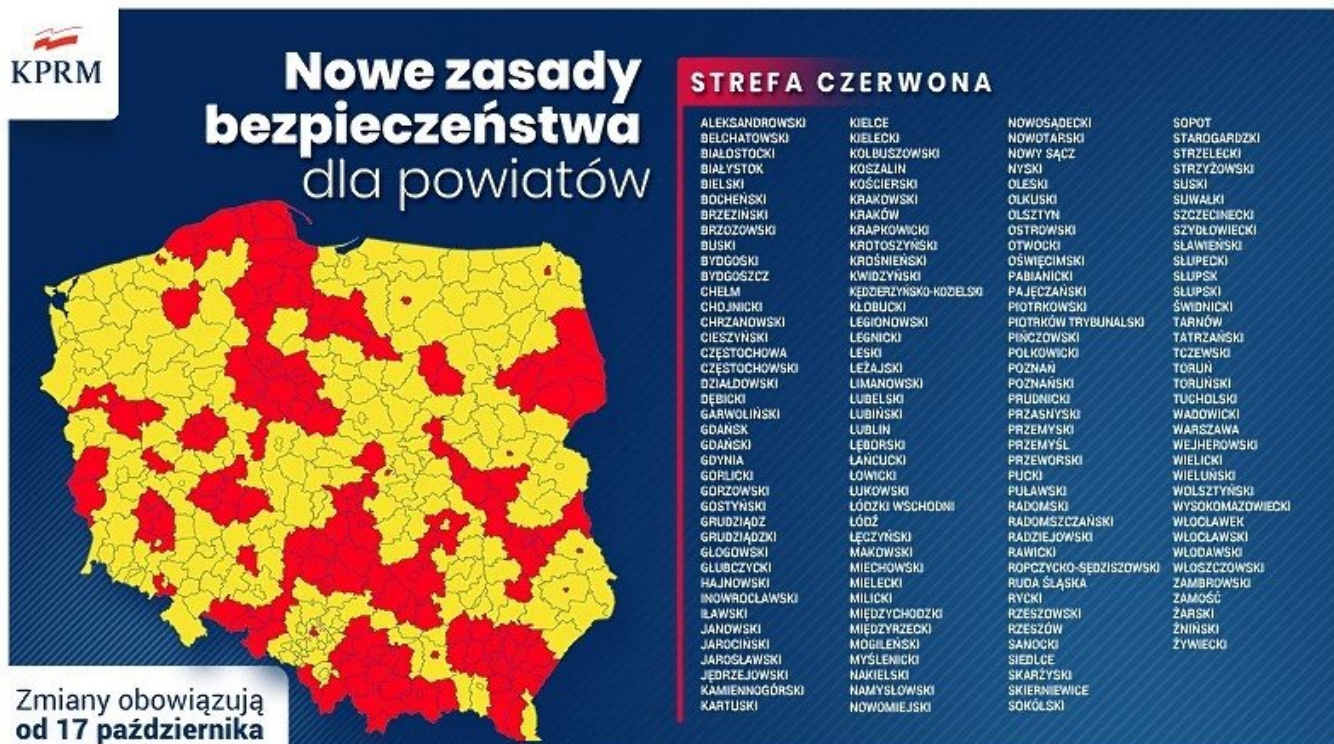 KPRM
Nowe zasady
bezpieczeństwa
dla powiatów
Zmiany obowiązują
od 17 października
STREFA CZERWONA
ALEKSANDROWSKI
BEŁCHATOWSKI
BIAŁOSTOCKI
BIAŁYSTOK
BIELSKI
BOCHEŃSKI
BRZEZIŃSKI
BRZOZOWSKI
BUSKI
BYDGOSKI
BYDGOSZCZ
CHEŁM
CHOJNICKI
CHRZANOWSKI
CIESZYŃSKI
CZĘSTOCHOWA
CZĘSTOCHOWSKI
DZIAŁDOWSKI
DĘBICKI
GARWOLIŃSKI
GDAŃSK
GDAŃSKI
GDYNIA
GORLICKI
GORZOWSKI
GOSTYŃSKI
GRUDZIĄDZ
GRUDZIĄDZKI
GŁOGOWSKI
GŁUBCZYCKI
HAJNOWSKI
INOWROCŁAWSKI
IŁAWSKI
JANOWSKI
JAROCIŃSKI
JAROSŁAWSKI
JĘDRZEJOWSKI
KAMIENNOGÓRSKI
KARTUSKI
KIELCE
KIELECKI
KOLBUSZOWSKI
KOSZALIN
KOŚCIERSKI
KRAKOWSKI
KRAKÓW
KRAPKOWICKI
KROTOSZYŃSKI
KROŚNIEŃSKI
KWIDZYŃSKI
KĘDZIERZYŃSKO-KOZIELSKI
KŁOBUCKI
LEGIONOWSKI
LEGNICKI
LESKI
LEŻAJSKI
LIMANOWSKI
LUBELSKI
LUBIŃSKI
LUBLIN
LĘBORSKI
ŁAŃCUCKI
ŁOWICKI
ŁUKOWSKI
ŁÓDZKI WSCHODNI
ŁÓDŹ
ŁĘCZYŃSKI
MAKOWSKI
MIECHOWSKI
MIELECKI
MILICKI
MIĘDZYCHODZKI
MIĘDZYRZECKI
MOGILEŃSKI
MYŚLENICKI
NAKIELSKI
NAMYSŁOWSKI
NOWOMIEJSKI
NOWOSĄDECKI
NOWOTARSKI
NOWY SĄCZ
NYSKI
OLESKI
OLKUSKI
OLSZTYN
OSTROWSKI
OTWOCKI
OŚWIĘCIMSKI
PABIANICKI
PAJĘCZAŃSKI
PIOTRKOWSKI
PIOTRKÓW TRYBUNALSKI
PIŃCZOWSKI
POLKOWICKI
POZNAŃ
POZNAŃSKI
PRUDNICKI
PRZASNYSKI
PRZEMYSKI
PRZEMYŚL
PRZEWORSKI
PUCKI
PUŁAWSKI
RADOMSKI
RADOMSZCZAŃSKI
RADZIEJOWSKI
RAWICKI
ROPCZYCKO-SĘDZISZOWSKI
RUDA ŚLĄSKA
RYCKI
RZESZOWSKI
RZESZÓW
SANOCKI
SIEDLCE
SKARŻYSKI
SKIERNIEWICE
SOKÓLSKI
SOPOT
STAROGARDZKI
STRZELECKI
STRZYŻOWSKI
SUSKI
SUWAŁKI
SZCZECINECKI
SZYDŁOWIECKI
SŁAWIEŃSKI
SŁUPECKI
SŁUPSK
SŁUPSKI
ŚWIDNICKI
TARNÓW
TATRZAŃSKI
TCZEWSKI
TORUŃ
TORUŃSKI
TUCHOLSKI
WADOWICKI
WARSZAWA
WEJHEROWSKI
WIELICKI
WIELUŃSKI
WOLSZTYŃSKI
WYSOKOMAZOWIECKI
WŁOCŁAWEK
WŁOCŁAWSKI
WŁODAWSKI
WŁOSZCZOWSKI
ZAMBROWSKI
ZAMOŚĆ
ŻARSKI
ŻNIŃSKI
ŻYWIECKI